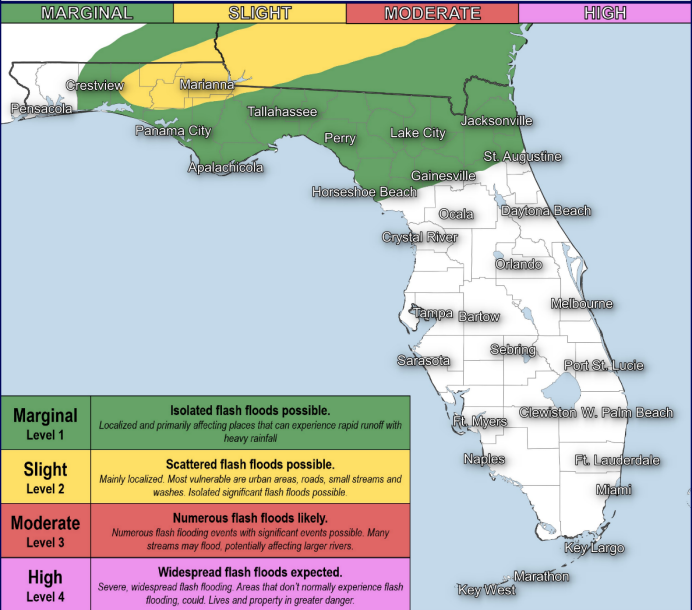 MARGINAL SLIGHT MODERATE HIGH
Crestview Marianna
Pensacola
Panama City Tallahassee
Perry Lake City Jacksonville
Apalachicola St. Augustine
Gainesville
Horseshoe Beach
Ocala Daytona Beach
Crystal River
Orlando
Tampa Bartow Melbourne
Sarasota Sebring Port St. Lucie
Ft. Myers Clewiston W. Palm Beach
Naples Ft. Lauderdale
Miami
Key Largo
Marathon
Key West
Marginal
Level 1
Isolated flash floods possible.
Localized and primarily affecting places that can experience rapid runoff with
heavy rainfall
Slight
Level 2
Scattered flash floods possible.
Mainly localized. Most vulnerable are urban areas, roads, small streams and
washes. Isolated significant flash floods possible.
Moderate
Level 3
Numerous flash floods likely.
Numerous flash flooding events with significant events possible. Many
streams may flood, potentially affecting larger rivers.
High
Level 4
Widespread flash floods expected.
Severe, widespread flash flooding. Areas that don't normally experience flash
flooding, could. Lives and property in greater danger.